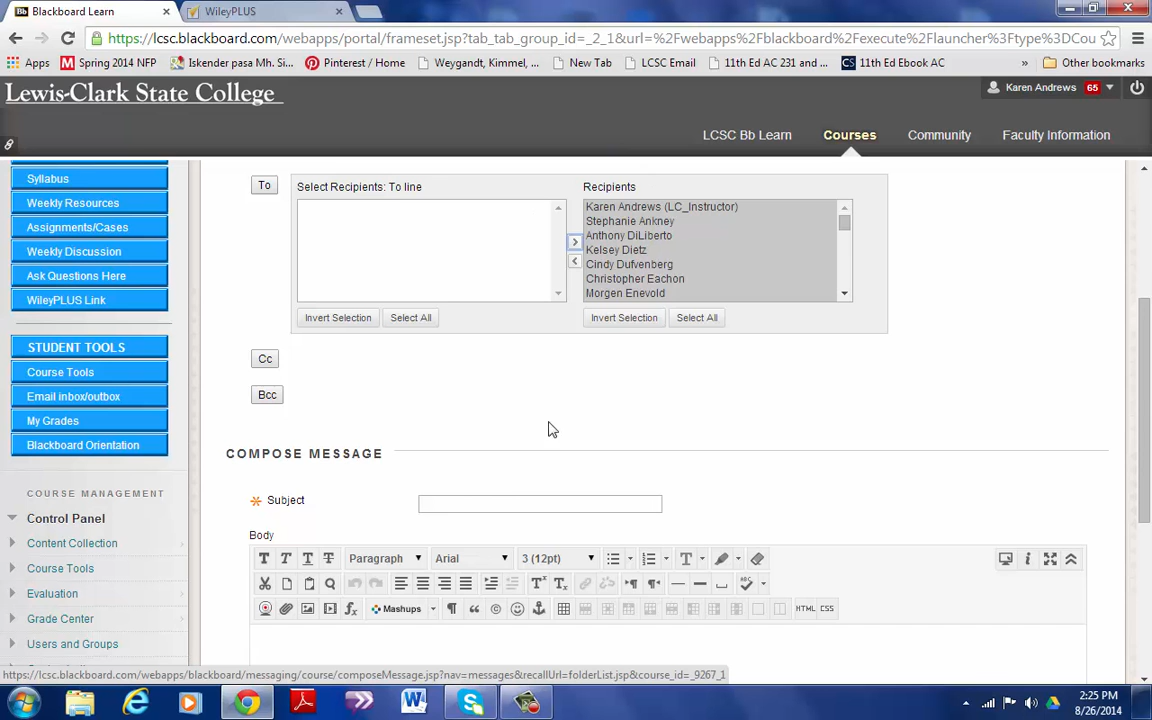 Blackboard Learn × WileyPLUS ×
https://lcsc.blackboard.com/webapps/portal/frameset.jsp?tab_tab_group_id=_2_1&url=%2Fwebapps%2Fblackboard%2Fexecute%2Flauncher%3Ftype%3DCou
Apps Spring 2014 NFP Iskender pasa Mh. Si... Pinterest / Home Weygandt, Kimmel, ... New Tab LCSC Email 11th Ed AC 231 and ... CS 11th Ed Ebook AC » Other bookmarks
Lewis-Clark State College Karen Andrews 65
LCSC Bb Learn Courses Community Faculty Information
Syllabus
Weekly Resources
Assignments/Cases
Weekly Discussion
Ask Questions Here
WileyPLUS Link
STUDENT TOOLS
Course Tools
Email inbox/outbox
My Grades
Blackboard Orientation
COURSE MANAGEMENT
Control Panel
Content Collection
Course Tools
Evaluation
Grade Center
Users and Groups
To
Select Recipients: To line Recipients
Karen Andrews (LC_Instructor)
Stephanie Ankney
Anthony DiLiberto
Kelsey Dietz
Cindy Dufvenberg
Christopher Eachon
Morgen Enevold
Invert Selection Select All Invert Selection Select All
Cc
Bcc
COMPOSE MESSAGE
Subject
Body
T T T T Paragraph Arial 3 (12pt) T
Mashups HTML CSS
https://lcsc.blackboard.com/webapps/blackboard/messaging/course/composeMessage.jsp?nav=messages&recallUrl=folderList.jsp&course_id=_9267_1
2:25 PM
8/26/2014